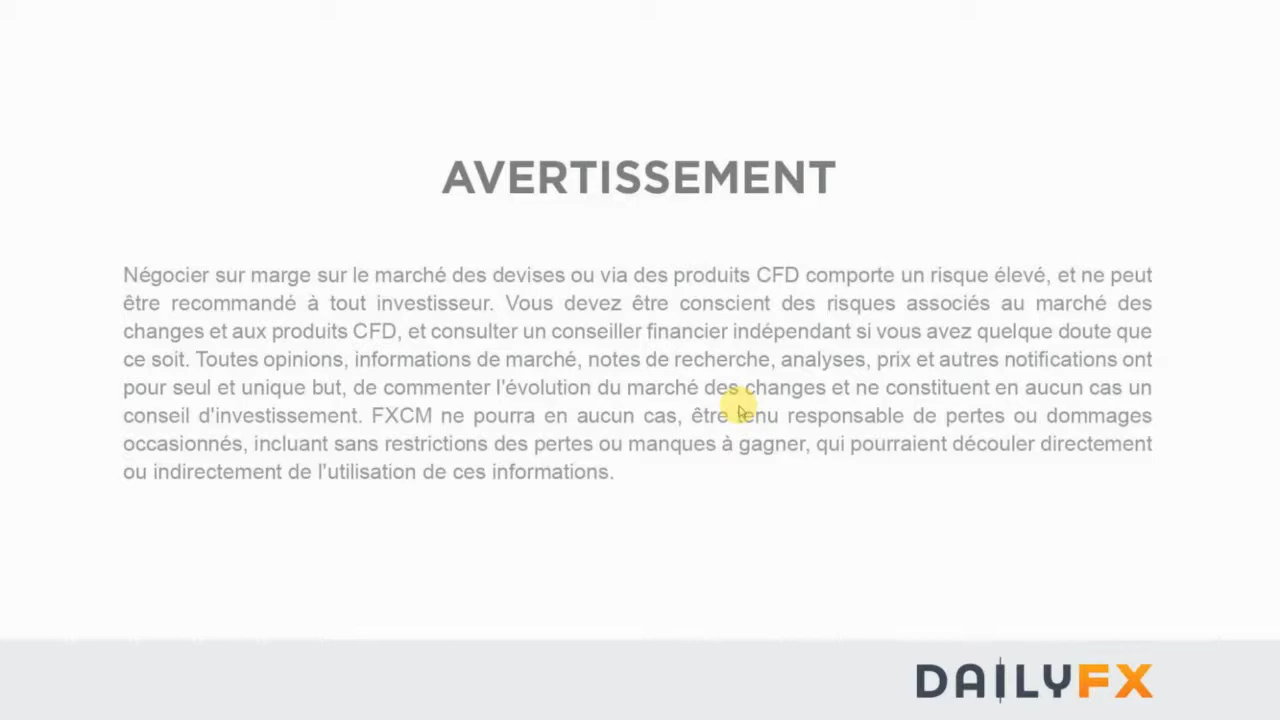 AVERTISSEMENT
Négocier sur marge sur le marché des devises ou via des produits CFD comporte un risque élevé, et ne peut
être recommandé à tout investisseur. Vous devez être conscient des risques associés au marché des
changes et aux produits CFD, et consulter un conseiller financier indépendant si vous avez quelque doute que
ce soit. Toutes opinions, informations de marché, notes de recherche, analyses, prix et autres notifications ont
pour seul et unique but, de commenter l'évolution du marché des changes et ne constituent en aucun cas un
conseil d'investissement. FXCM ne pourra en aucun cas, être tenu responsable de pertes ou dommages
occasionnés, incluant sans restrictions des pertes ou manques à gagner, qui pourraient découler directement
ou indirectement de l'utilisation de ces informations.
DAILYFX